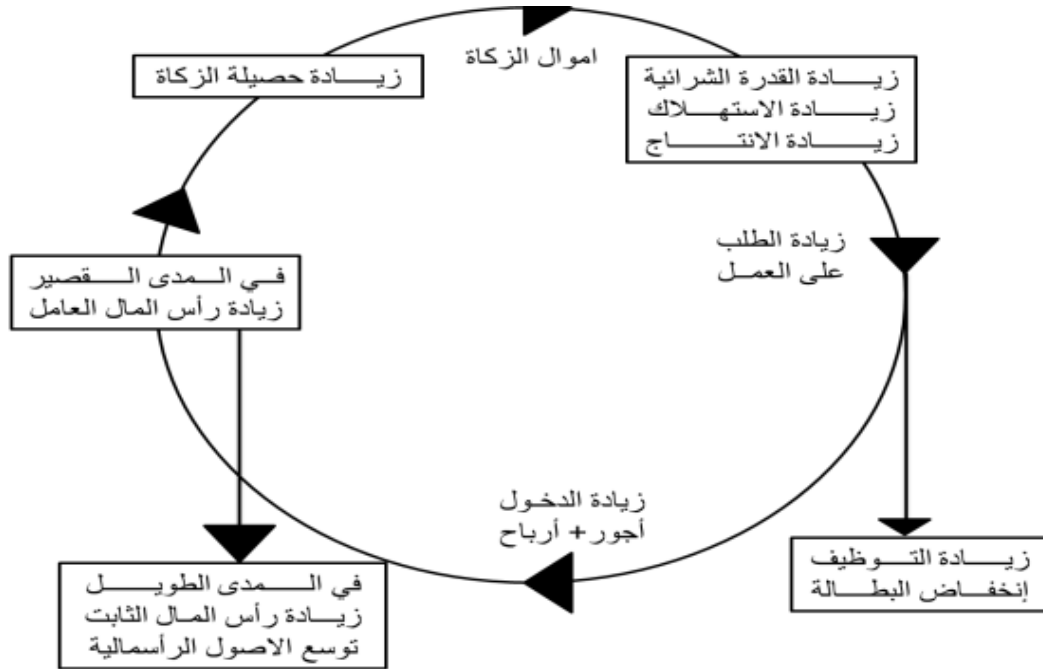 اموال الزكاة
زيادة القدرة الشرائية
زيادة الاستهلاك
زيادة الانتاج
زيادة الطلب
على العمل
زيادة التوظيف
إنخفاض البطالة
زيادة الدخول
أجور+ أرباح
في المدى القصير
زيادة رأس المال العامل
في المدى الطويل
زيادة رأس المال الثابت
توسع الاصول الرأسمالية
زيادة حصيلة الزكاة